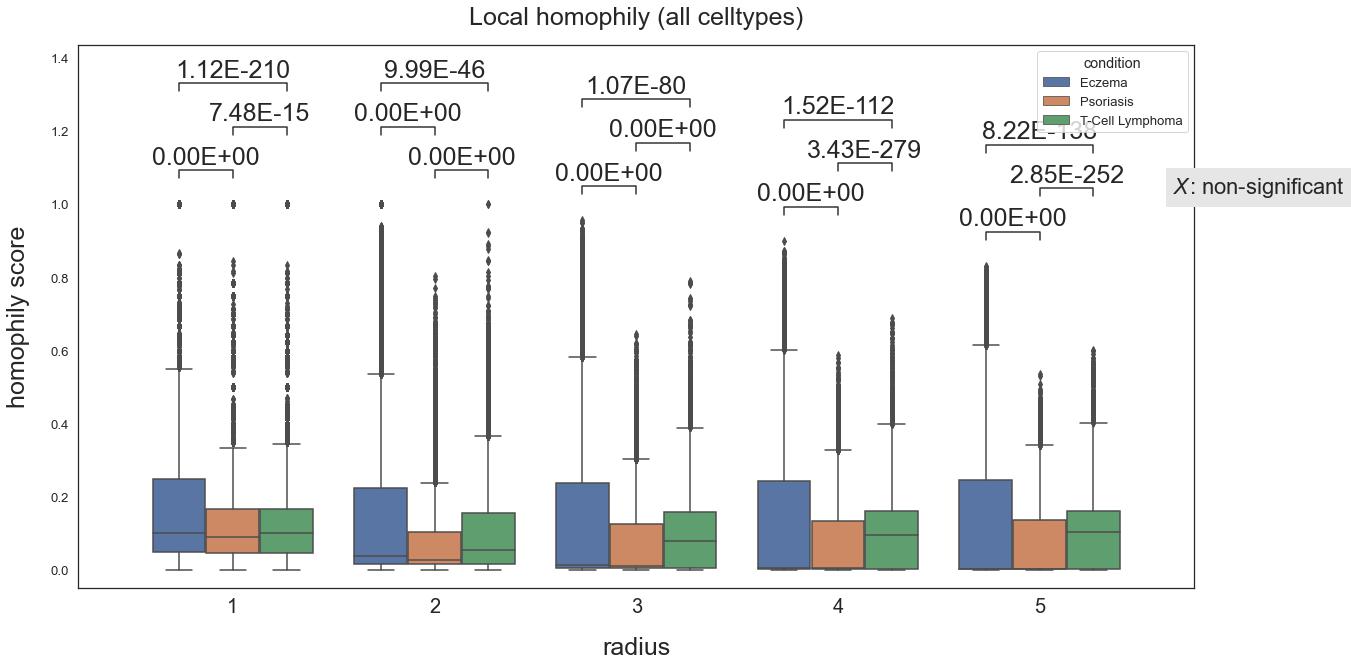 Local homophily (all celltypes)
homophily score
1.4
1.2
1.0
0.8
0.6
0.4
0.2
0.0
1.12E-210
7.48E-15
0.00E+00
9.99E-46
0.00E+00
0.00E+00
1.07E-80
0.00E+00
0.00E+00
1.52E-112
3.43E-279
0.00E+00
8.22E-138
2.85E-252
0.00E+00
condition
Eczema
Psoriasis
T-Cell Lymphoma
X: non-significant
1 2 3 4 5
radius